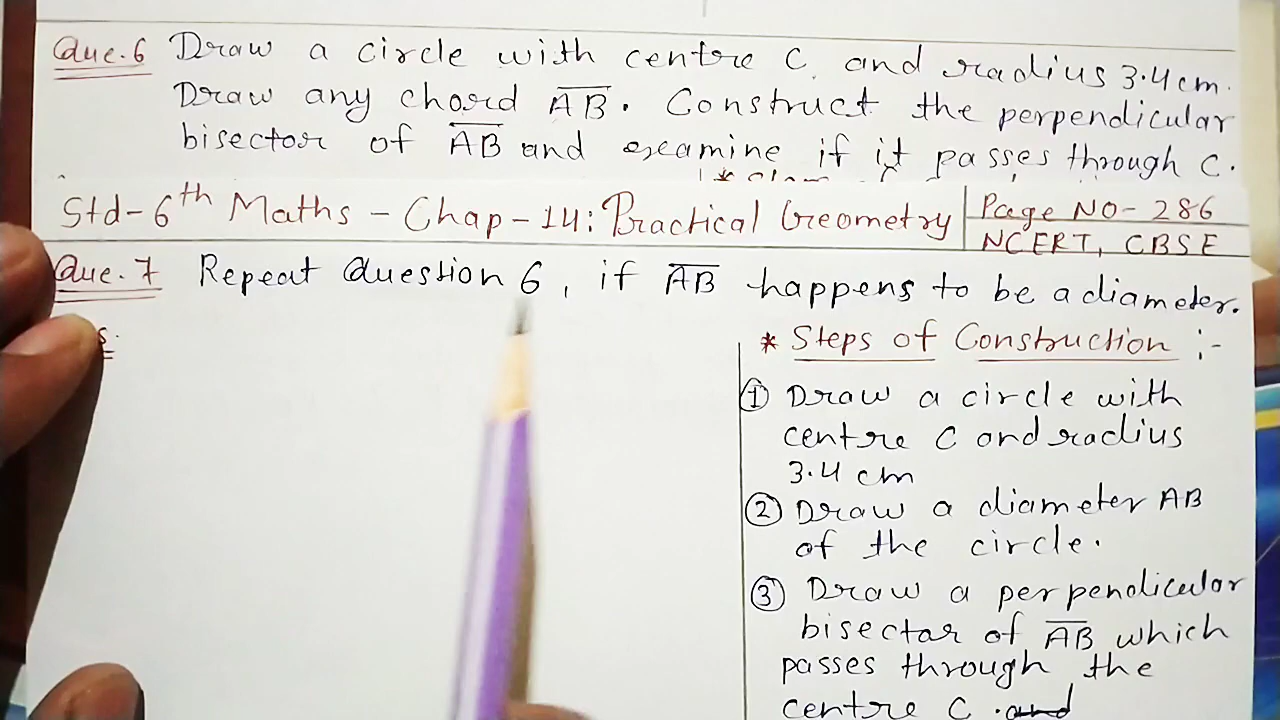 Que.6 Draw a circle with centre C, and radius 3.4 cm.
Draw any chord AB. Construct the perpendicular
bisector of AB and examine if it passes through C.
Std-6th Maths - Chap-14: Practical Geometry Page NO- 286
NCERT, CBSE
Que.7 Repeat Question 6, if AB happens to be a diameter.
* Steps of Construction :-
① Draw a circle with
centre C and radius
3.4 cm
② Draw a diameter AB
of the circle.
③ Draw a perpendicular
bisector of AB which
passes through the
centre C.